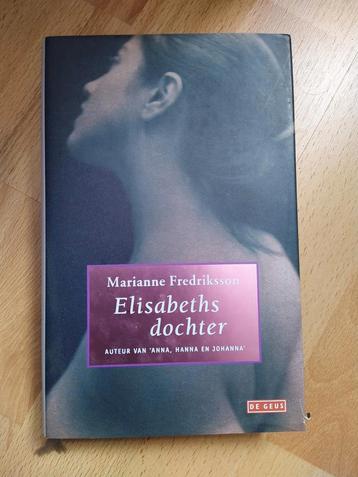 Marianne Fredriksson
Elisabeths
dochter
AUTEUR VAN 'ANNA, HANNA EN JOHANNA'
DE GEUS